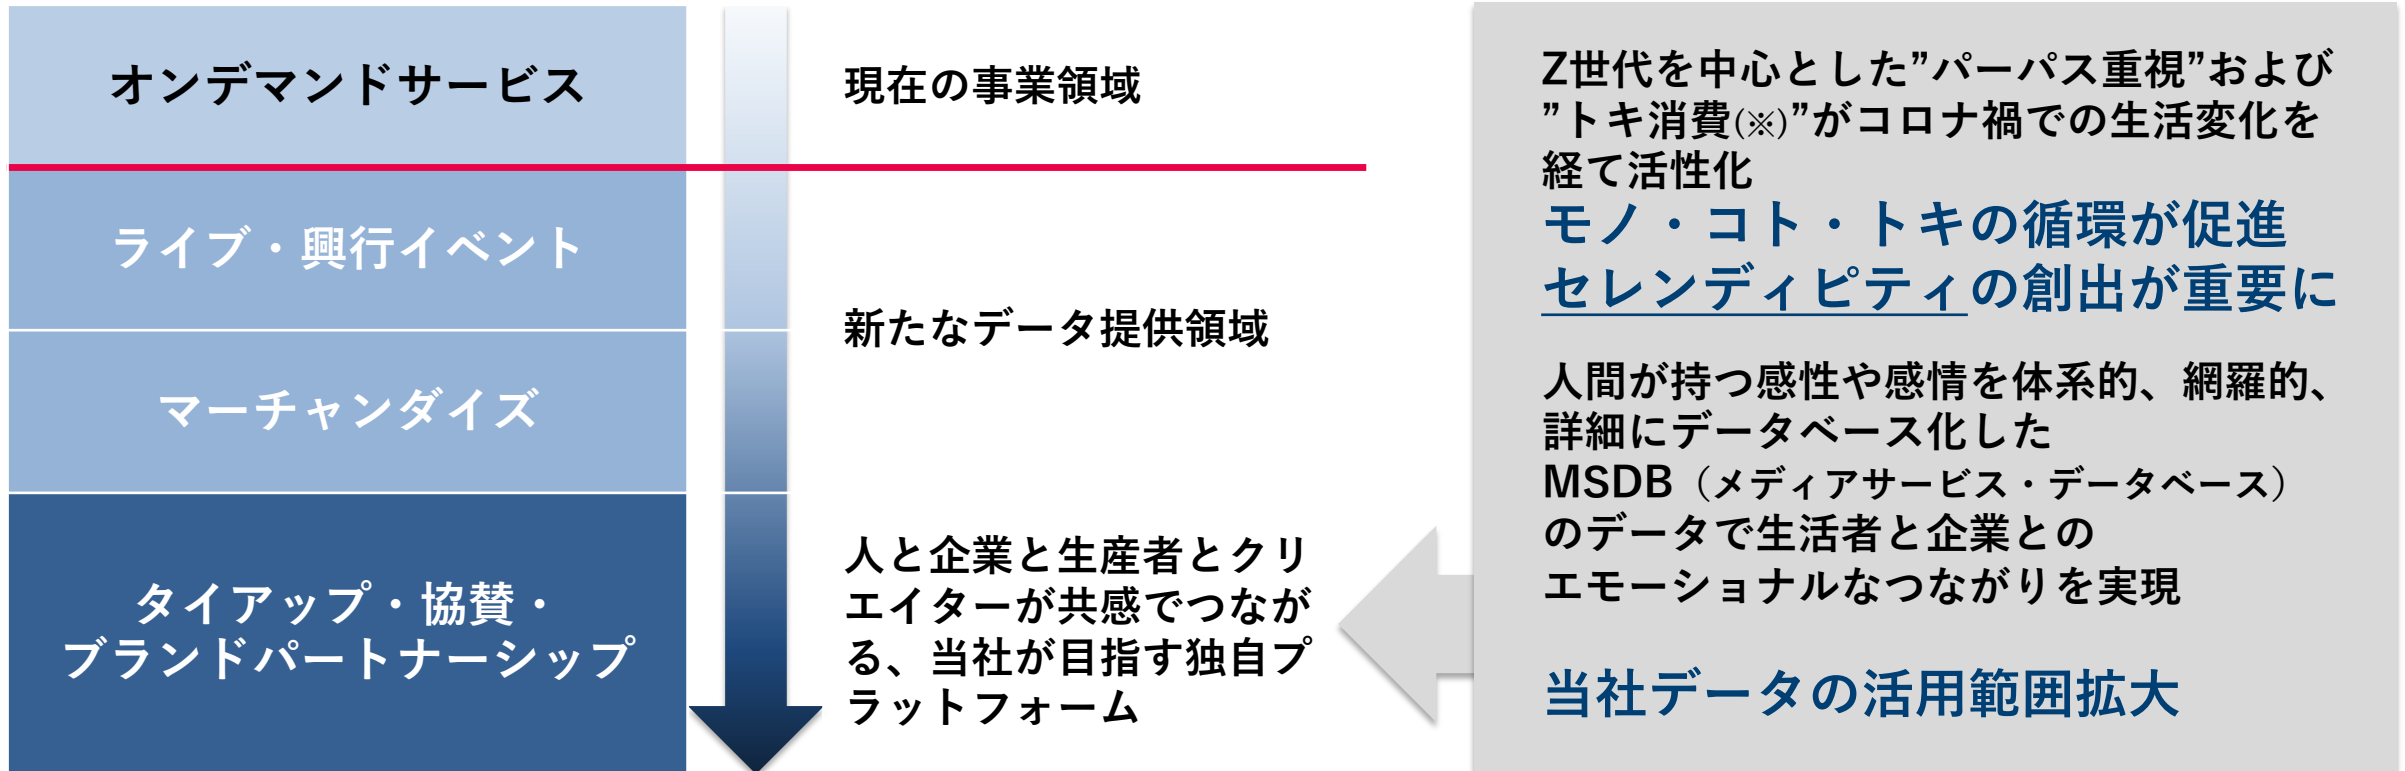 オンデマンドサービス
現在の事業領域
ライブ・興行イベント
新たなデータ提供領域
マーチャンダイズ
タイアップ・協賛・
ブランドパートナーシップ
人と企業と生産者とクリ
エイターが共感でつなが
る、当社が目指す独自プ
ラットフォーム
Z世代を中心とした”パーパス重視”および
”トキ消費(※)”がコロナ禍での生活変化を
経て活性化
モノ・コト・トキの循環が促進
セレンディピティの創出が重要に
人間が持つ感性や感情を体系的、網羅的、
詳細にデータベース化した
MSDB（メディアサービス・データベース）
のデータで生活者と企業との
エモーショナルなつながりを実現
当社データの活用範囲拡大